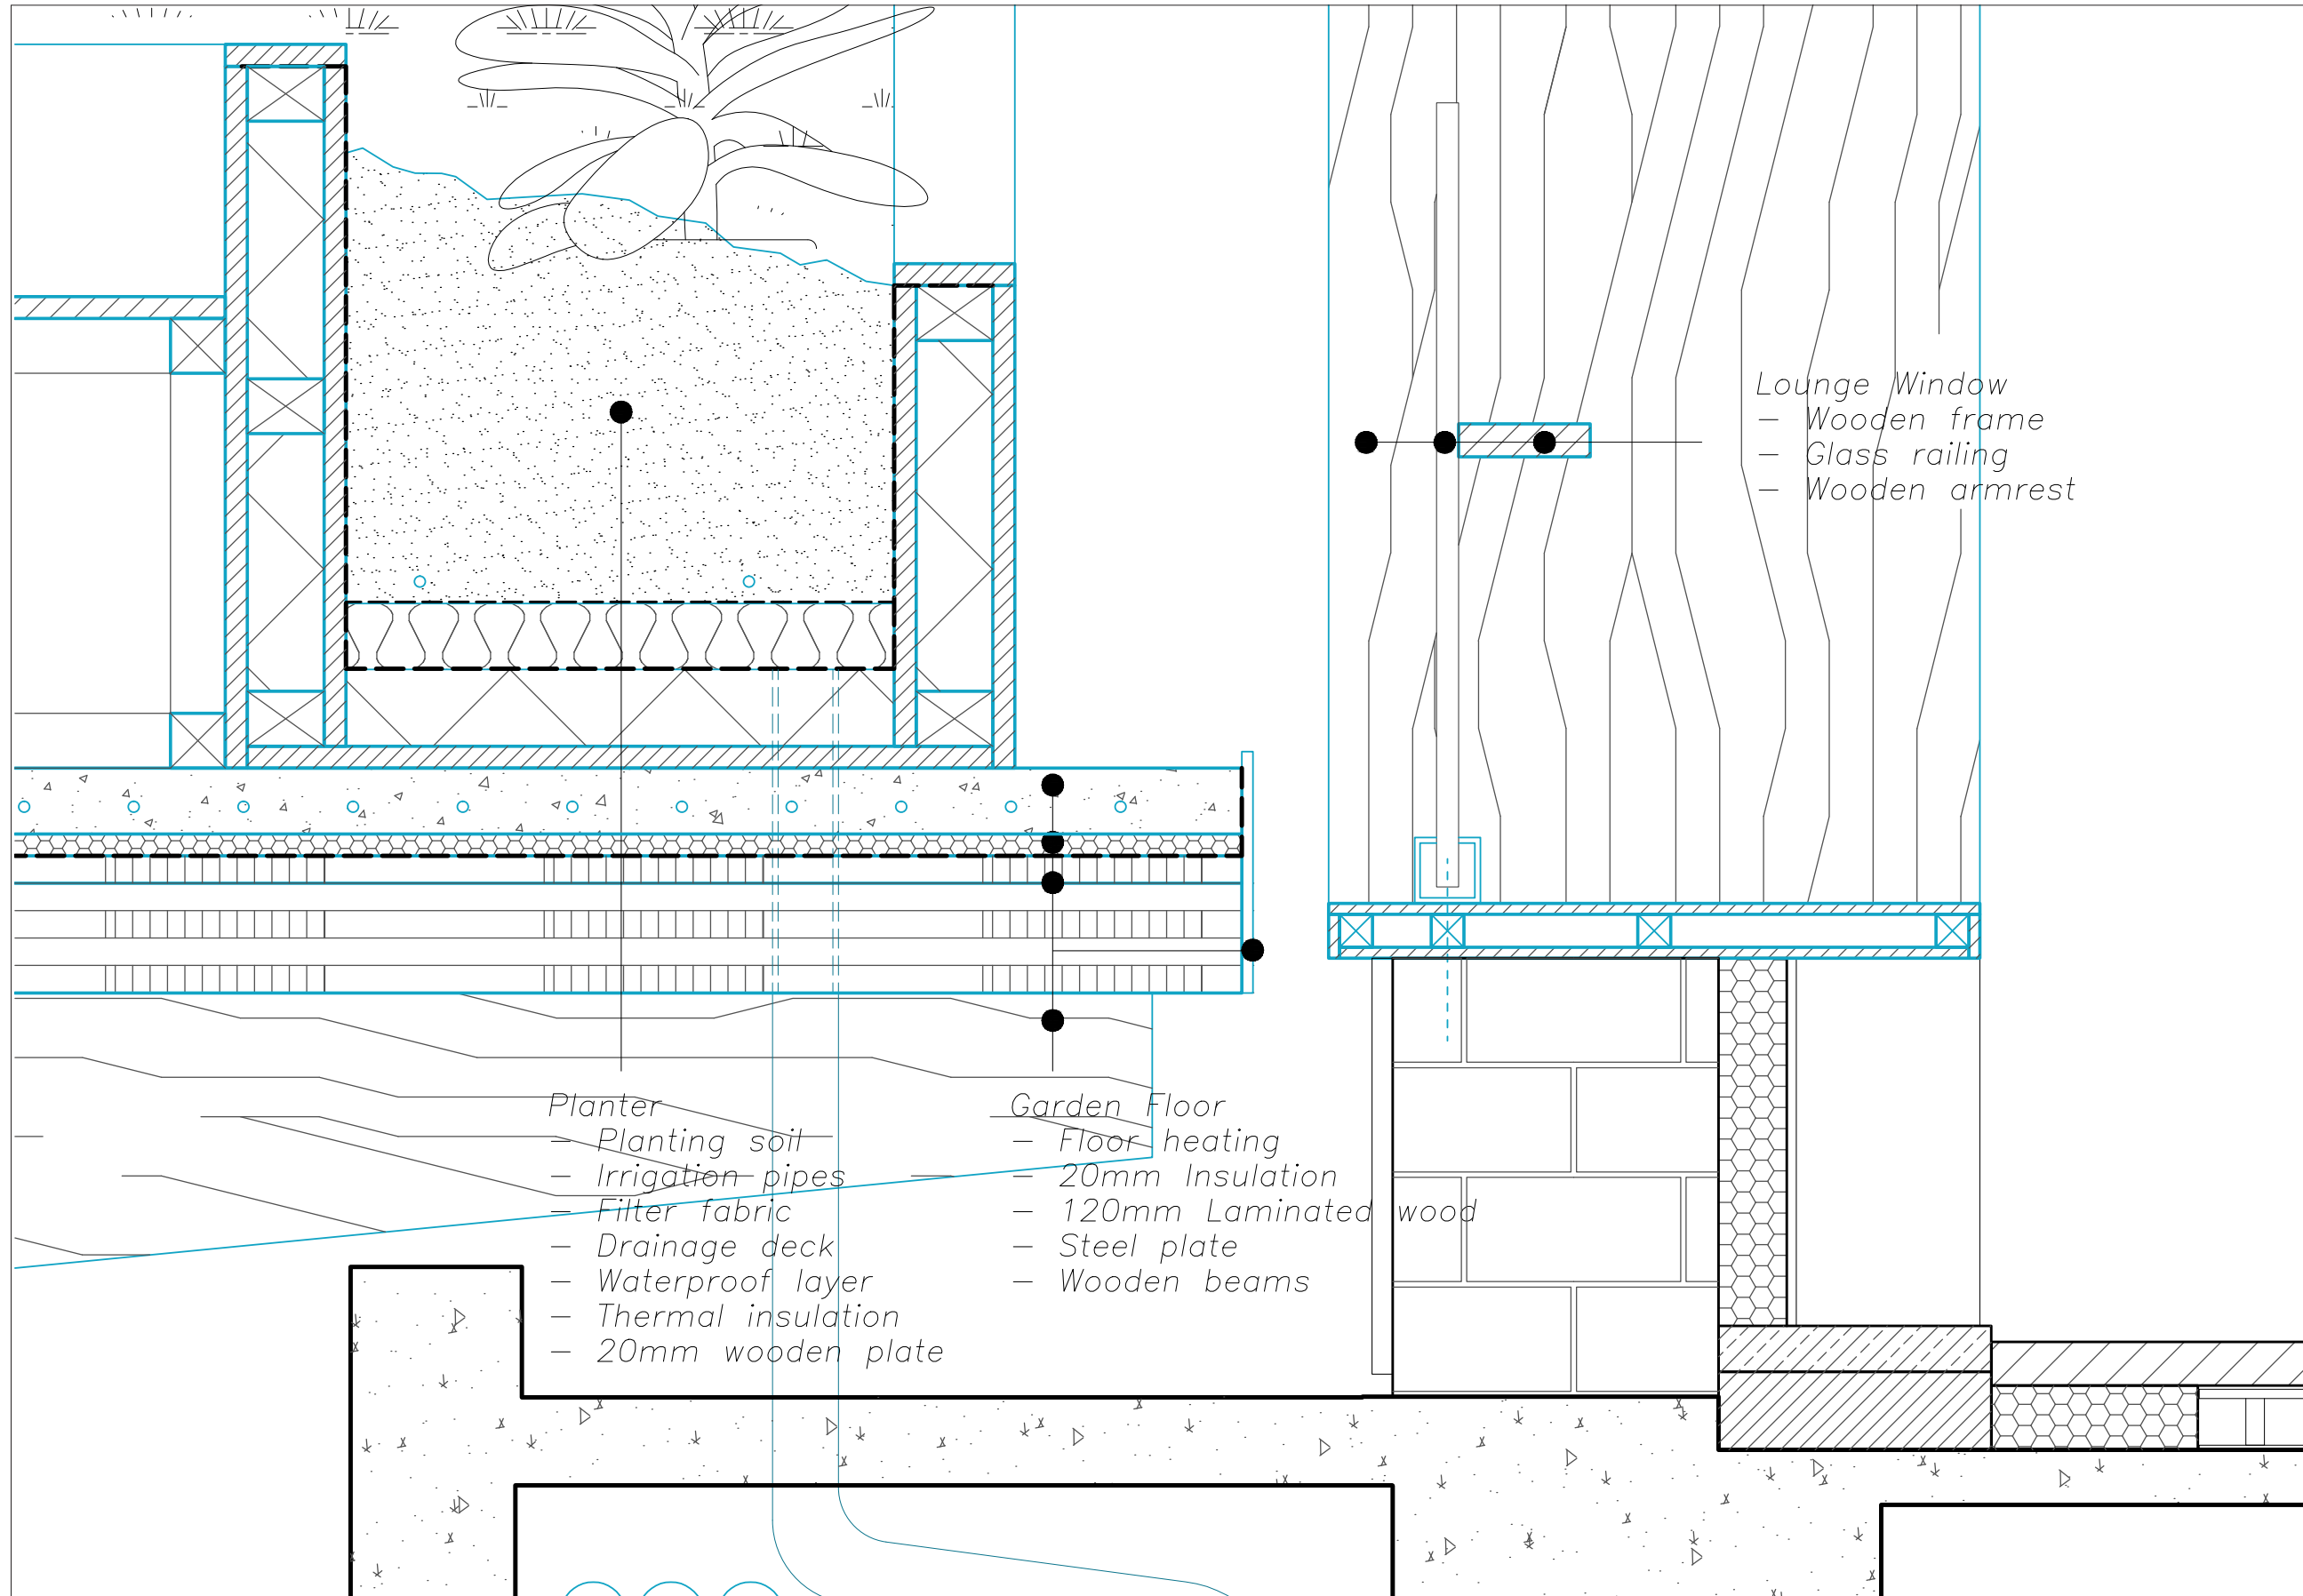 Lounge Window
- Wooden frame
- Glass railing
- Wooden armrest
Planter
- Planting soil
- Irrigation pipes
- Filter fabric
- Drainage deck
- Waterproof layer
- Thermal insulation
- 20mm wooden plate
Garden Floor
- Floor heating
- 20mm Insulation
- 120mm Laminated wood
- Steel plate
- Wooden beams